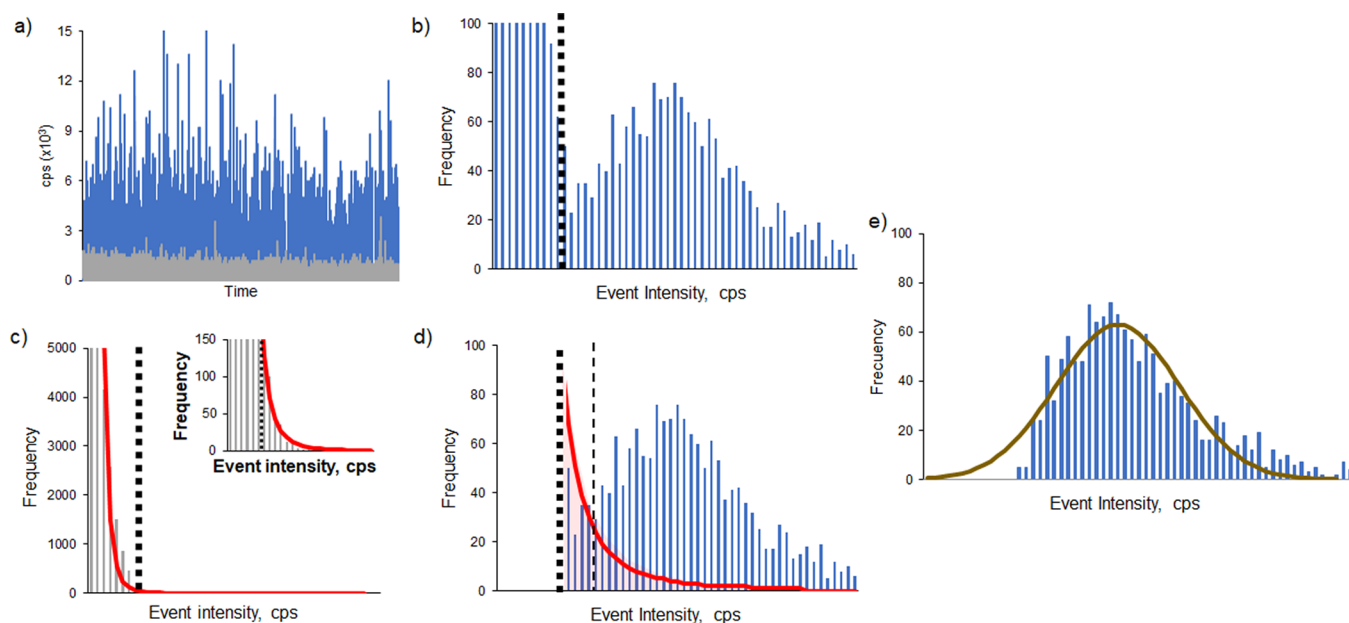 a)
15
12
9
6
3
0
cps (x10³)
Time
b)
100
80
60
40
20
0
Frequency
Event Intensity, cps
c)
5000
4000
3000
2000
1000
0
Frequency
Event intensity, cps
150
100
50
0
Frequency
Event intensity, cps
d)
100
80
60
40
20
0
Frequency
Event Intensity, cps
e)
100
80
60
40
20
0
Frecuency
Event Intensity, cps